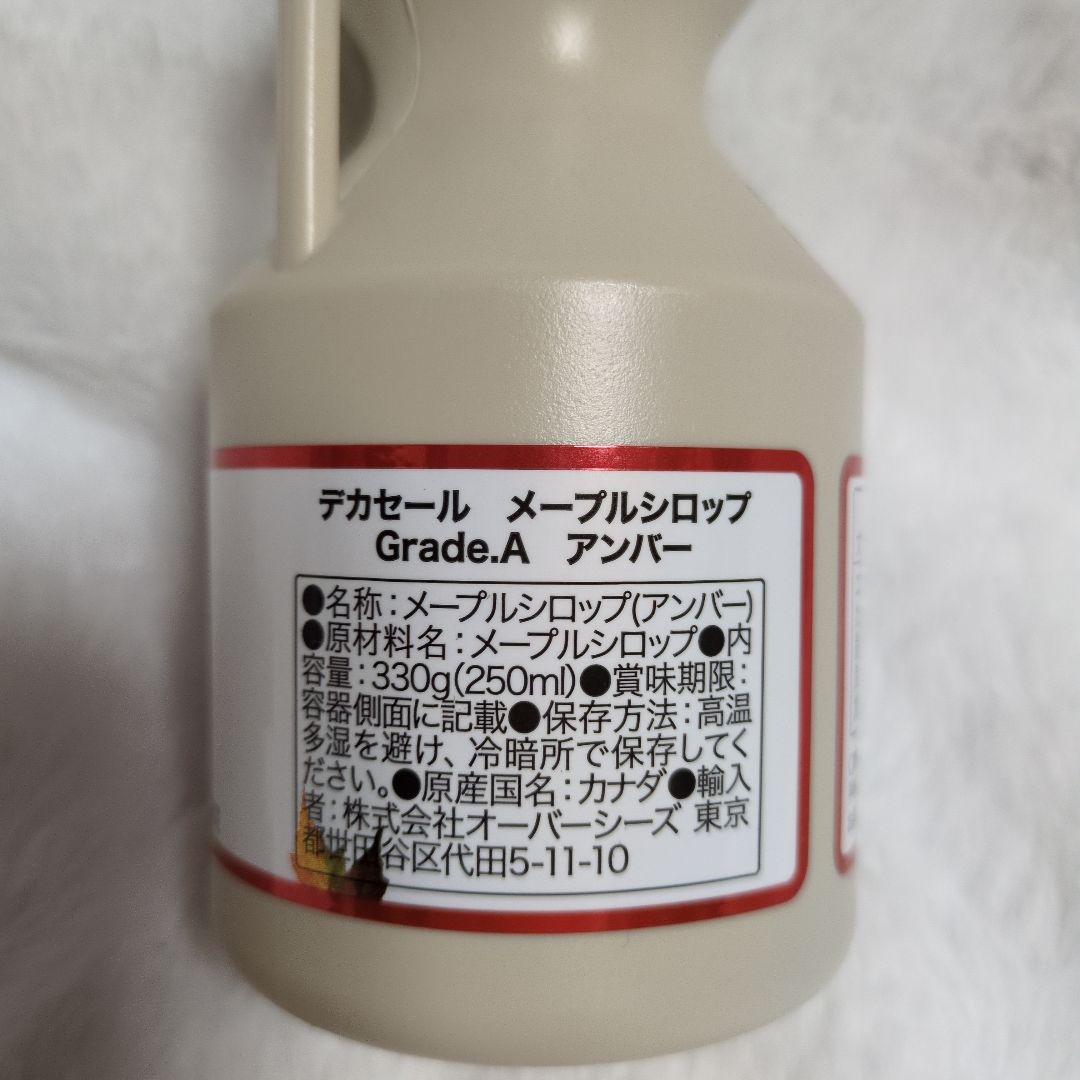 デカセール　メープルシロップ
Grade.A　アンバー
●名称：メープルシロップ(アンバー)
●原材料名：メープルシロップ●内
容量：330g(250ml)●賞味期限：
容器側面に記載●保存方法：高温
多湿を避け、冷暗所で保存してく
ださい。●原産国名：カナダ●輸入
者：株式会社オーバーシーズ 東京
都世田谷区代田5-11-10